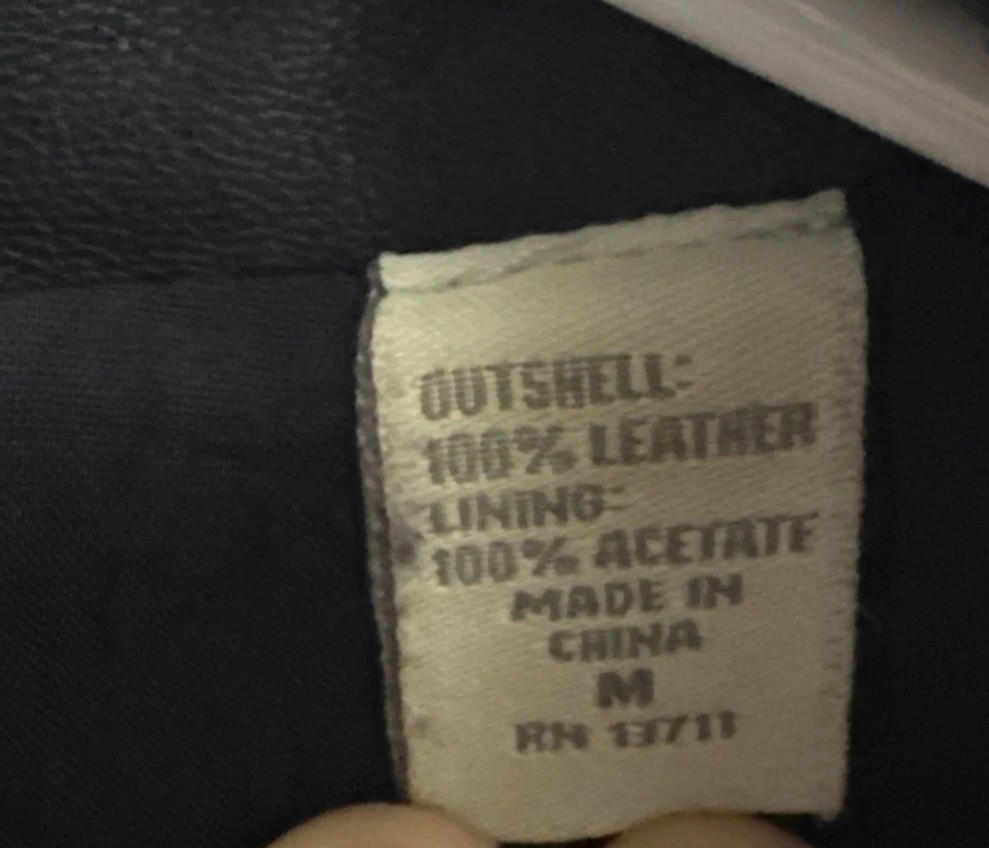 OUTSHELL:
100% LEATHER
LINING:
100% ACETATE
MADE IN
CHINA
M
RN 13711